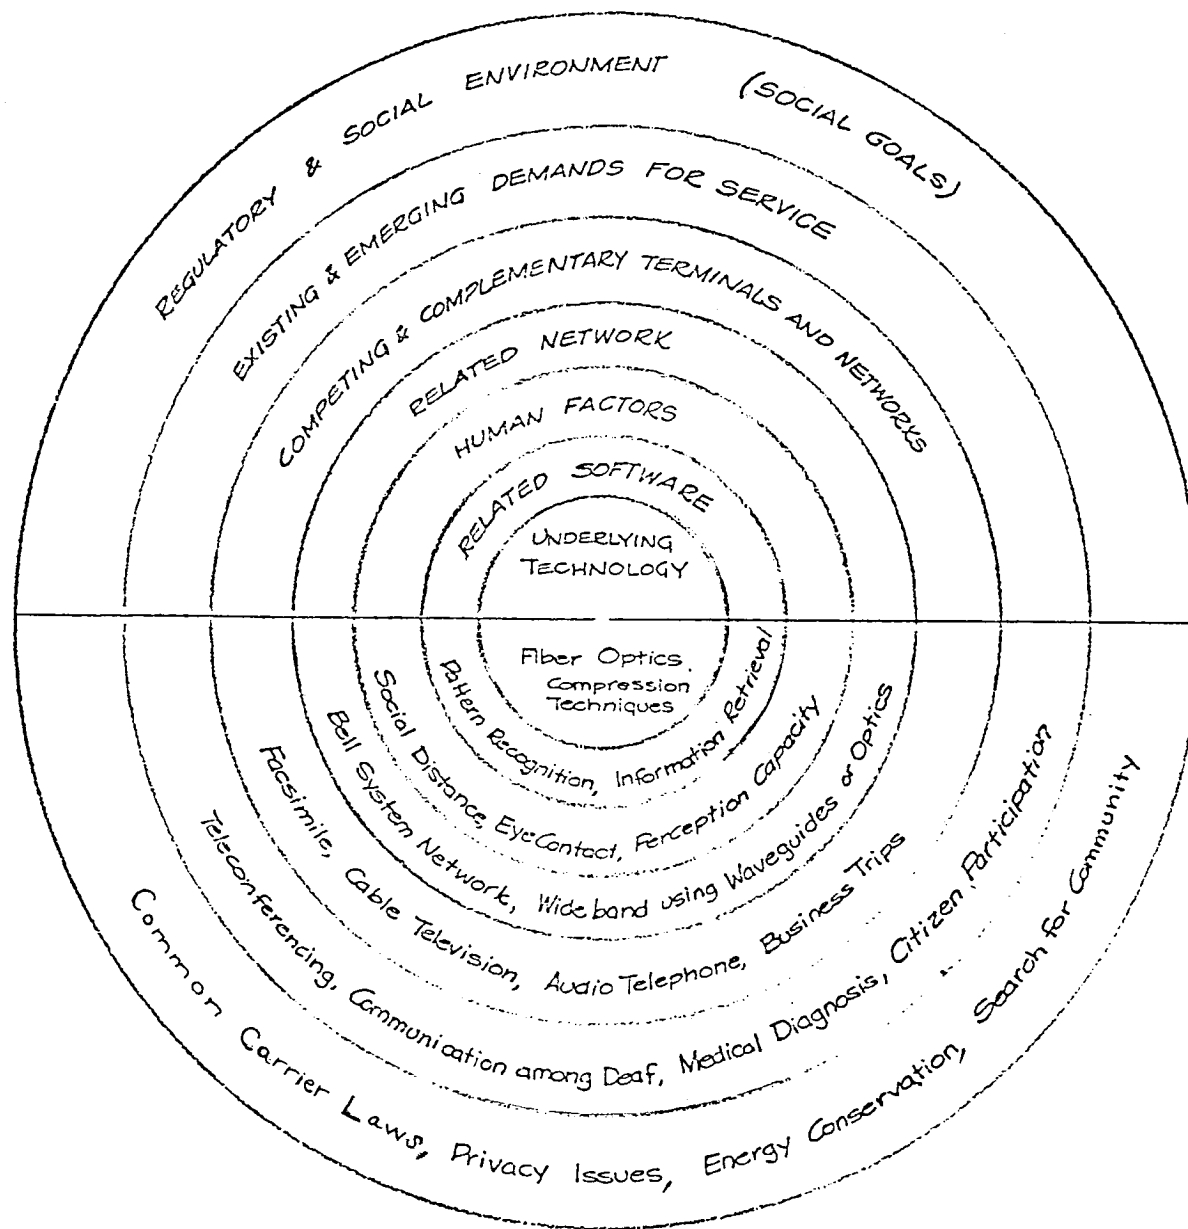 REGULATORY & SOCIAL ENVIRONMENT (SOCIAL GOALS)
EXISTING & EMERGING DEMANDS FOR SERVICE
COMPETING & COMPLEMENTARY TERMINALS AND NETWORKS
RELATED NETWORK
HUMAN FACTORS
RELATED SOFTWARE
UNDERLYING
TECHNOLOGY
Fiber Optics,
Compression
Techniques
Pattern Recognition, Information Retrieval
Social Distance, Eye Contact, Perception Capacity
Bell System Network, Wideband using Waveguides or Optics
Facsimile, Cable Television, Audio Telephone, Business Trips
Teleconferencing, Communication among Deaf, Medical Diagnosis, Citizen Participation
Common Carrier Laws, Privacy Issues, Energy Conservation, Search for Community